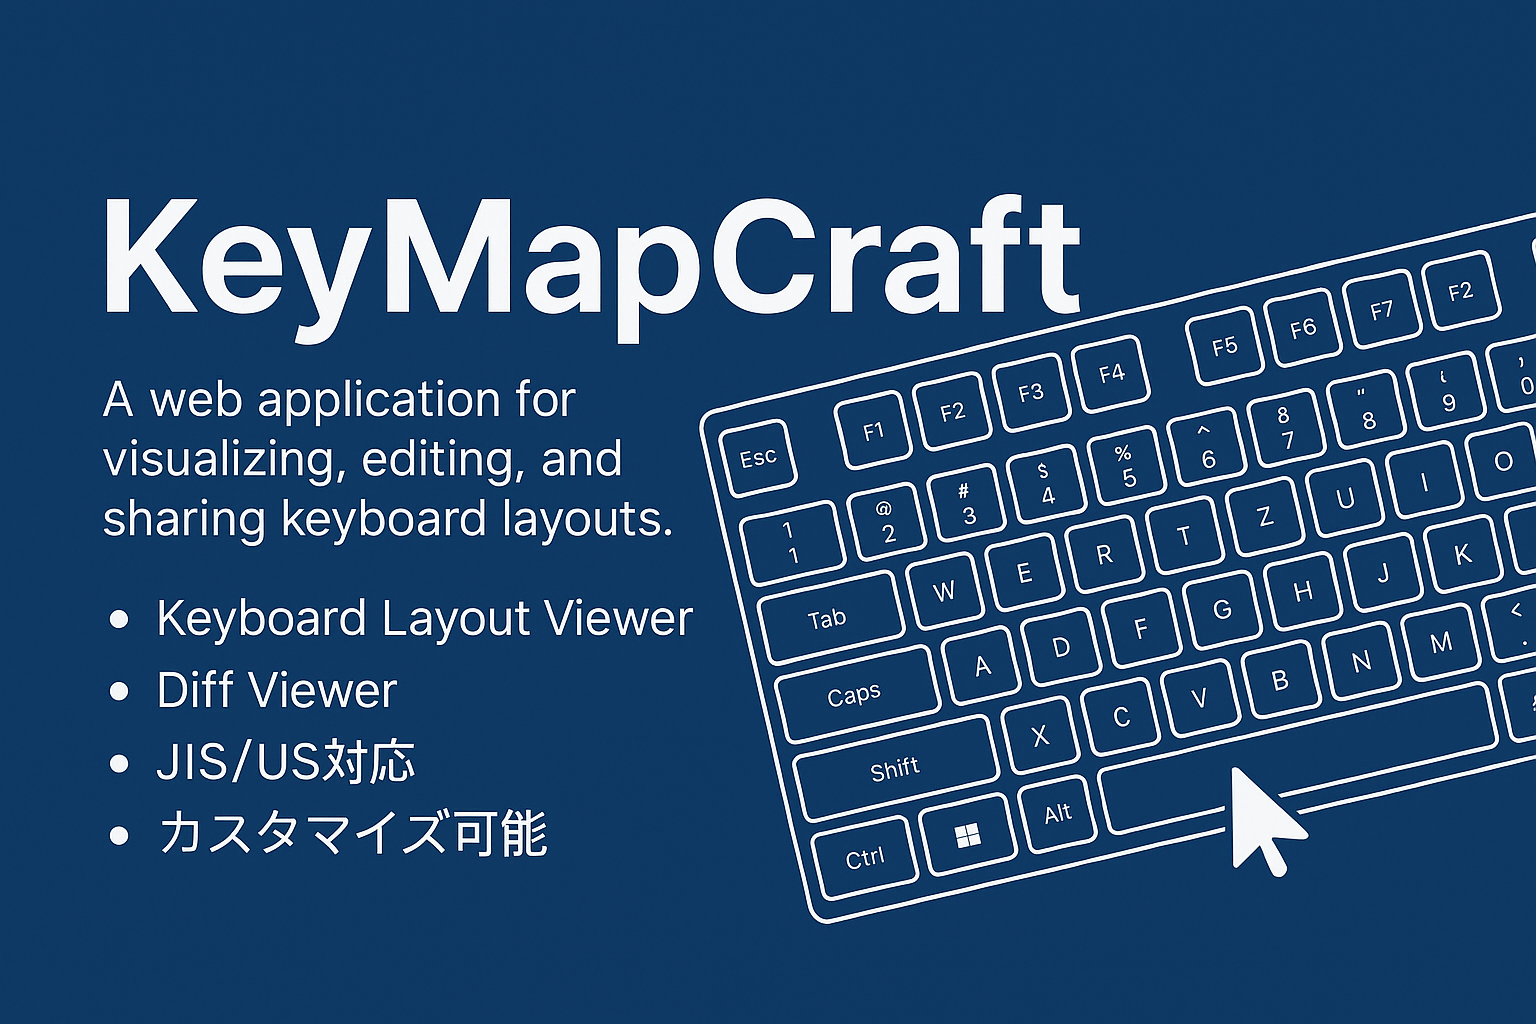 KeyMapCraft
A web application for
visualizing, editing, and
sharing keyboard layouts.
• Keyboard Layout Viewer
• Diff Viewer
• JIS/US対応
• カスタマイズ可能
Esc F1 F2 F3 F4 F5 F6 F7 F2
1 @ # $ % ^ 8 "
1 2 3 4 5 6 7 8 9 0
Tab W E R T Z U I O
Caps A D F G H J K
Shift X C V B N M <
Ctrl Alt